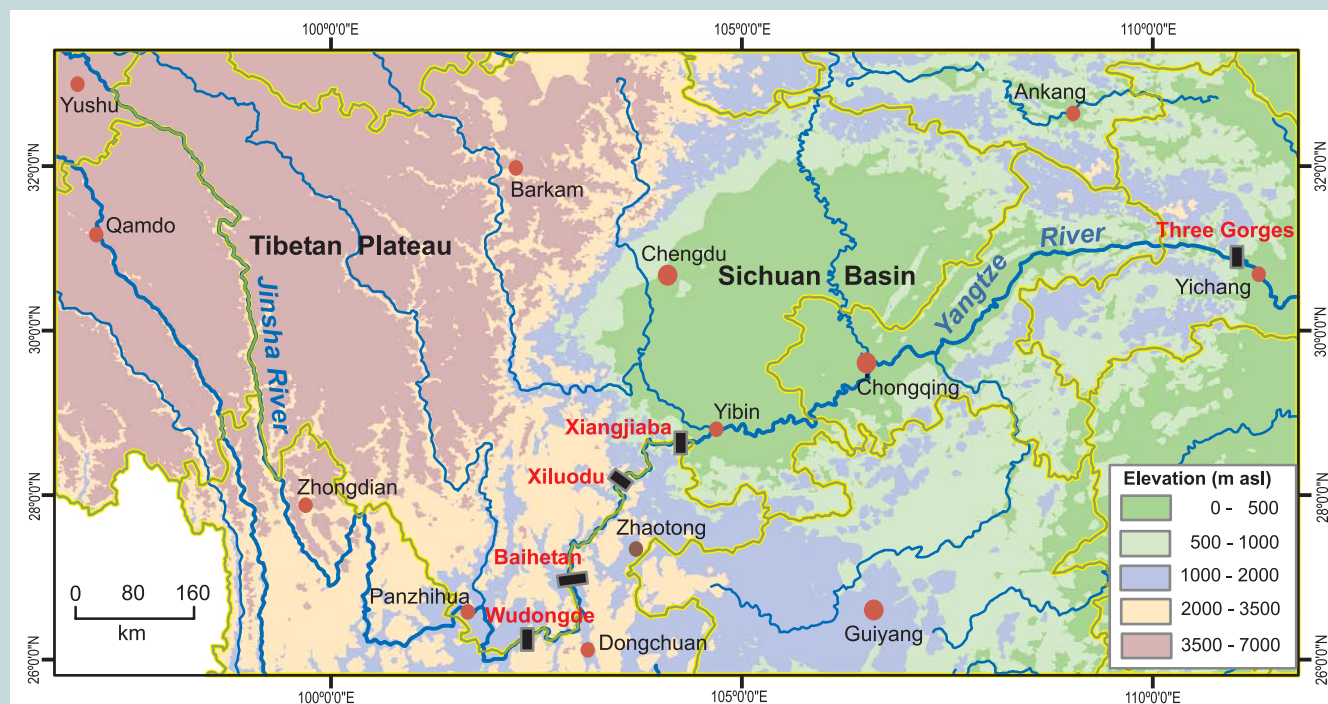 100°0'0"E
105°0'0"E
110°0'0"E
Yushu
Ankang
32°0'0"N
32°0'0"N
Barkam
Qamdo
Tibetan Plateau
Chengdu
Sichuan Basin
River
Three Gorges
Yangtze
Yichang
Jinsha River
30°0'0"N
30°0'0"N
Chongqing
Yibin
Xiangjiaba
Xiluodu
Zhongdian
28°0'0"N
28°0'0"N
Zhaotong
Baihetan
Panzhihua
Wudongde
Dongchuan
Guiyang
0 80 160
km
Elevation (m asl)
0 - 500
500 - 1000
1000 - 2000
2000 - 3500
3500 - 7000
26°0'0"N
26°0'0"N
100°0'0"E
105°0'0"E
110°0'0"E